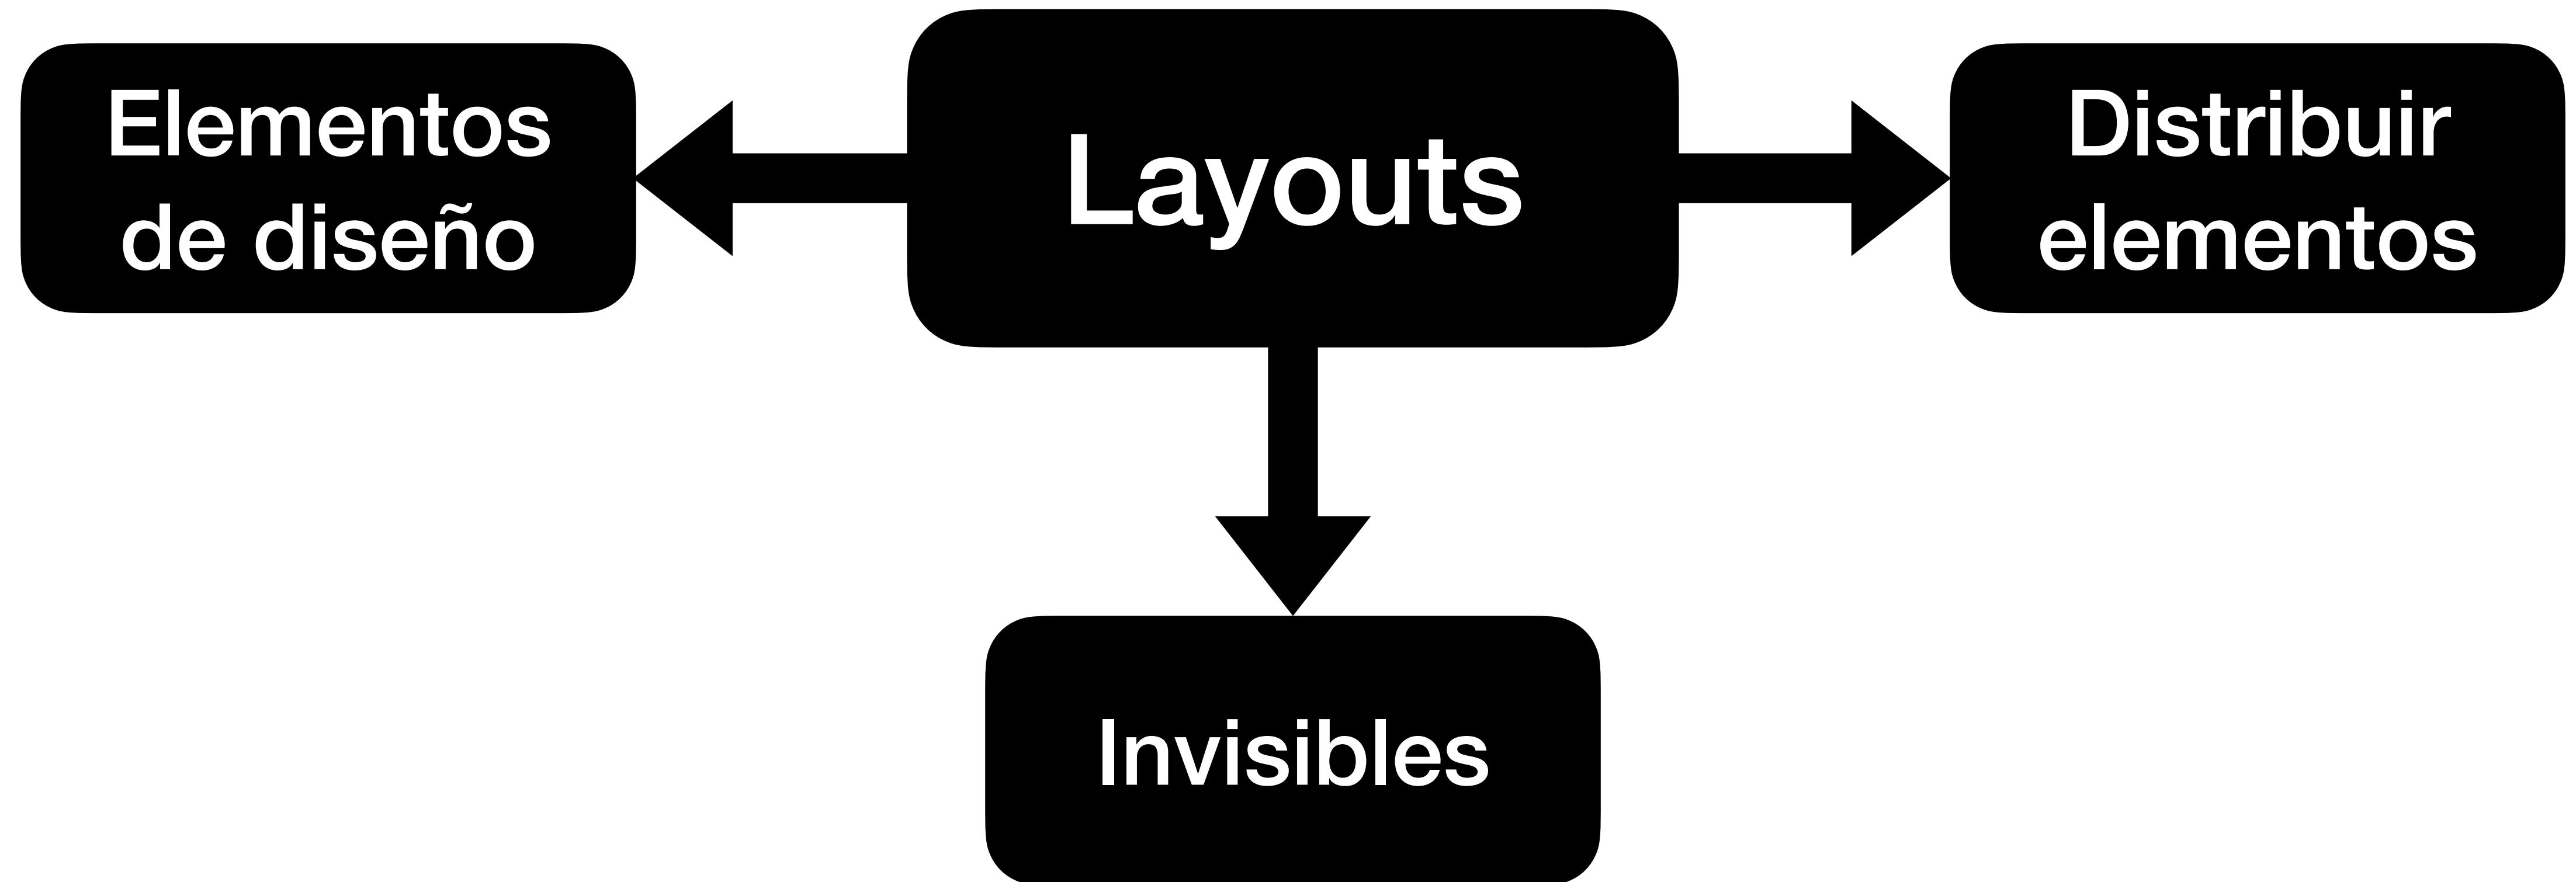 Elementos
de diseño
Layouts
Distribuir
elementos
Invisibles